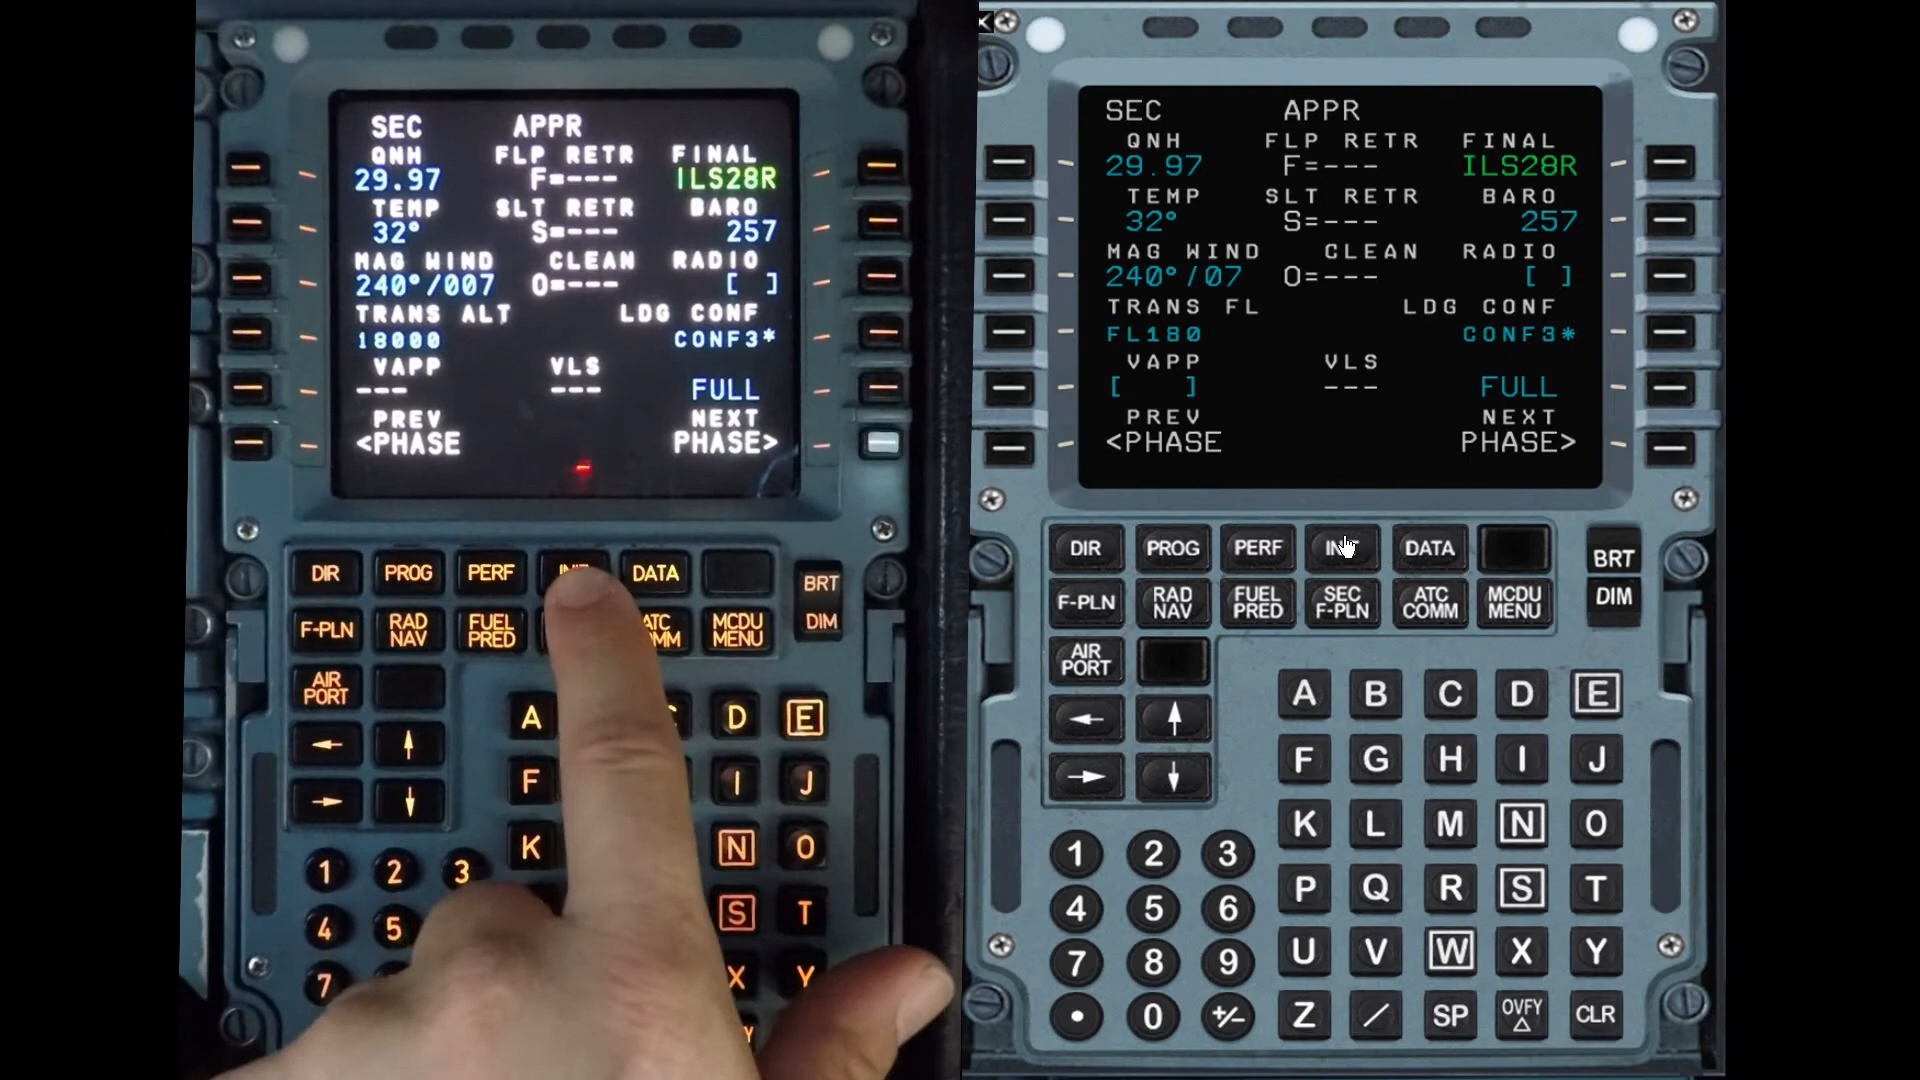 SEC APPR
QNH FLP RETR FINAL
29.97 F=--- ILS28R
TEMP SLT RETR BARO
32° S=--- 257
MAG WIND CLEAN RADIO
240°/007 O=--- [ ]
TRANS ALT LDG CONF
18000 CONF3*
VAPP VLS
--- --- FULL
PREV NEXT
<PHASE PHASE>
DIR PROG PERF DATA
BRT
F-PLN RAD NAV FUEL PRED MCDU MENU
DIM
AIR PORT
← ↑
→ ↓
A D E
F I J
K N O
S T
X Y
1 2 3
4 5
7
SEC APPR
QNH FLP RETR FINAL
29.97 F=--- ILS28R
TEMP SLT RETR BARO
32° S=--- 257
MAG WIND CLEAN RADIO
240°/07 O=--- [ ]
TRANS FL LDG CONF
FL180 CONF3*
VAPP VLS
[ ] --- FULL
PREV NEXT
<PHASE PHASE>
DIR PROG PERF DATA
BRT
F-PLN RAD NAV FUEL PRED SEC F-PLN ATC COMM MCDU MENU
DIM
AIR PORT
← ↑
→ ↓
A B C D E
F G H I J
K L M N O
P Q R S T
U V W X Y
Z / SP OVFY △ CLR
1 2 3
4 5 6
7 8 9
• 0 +/-